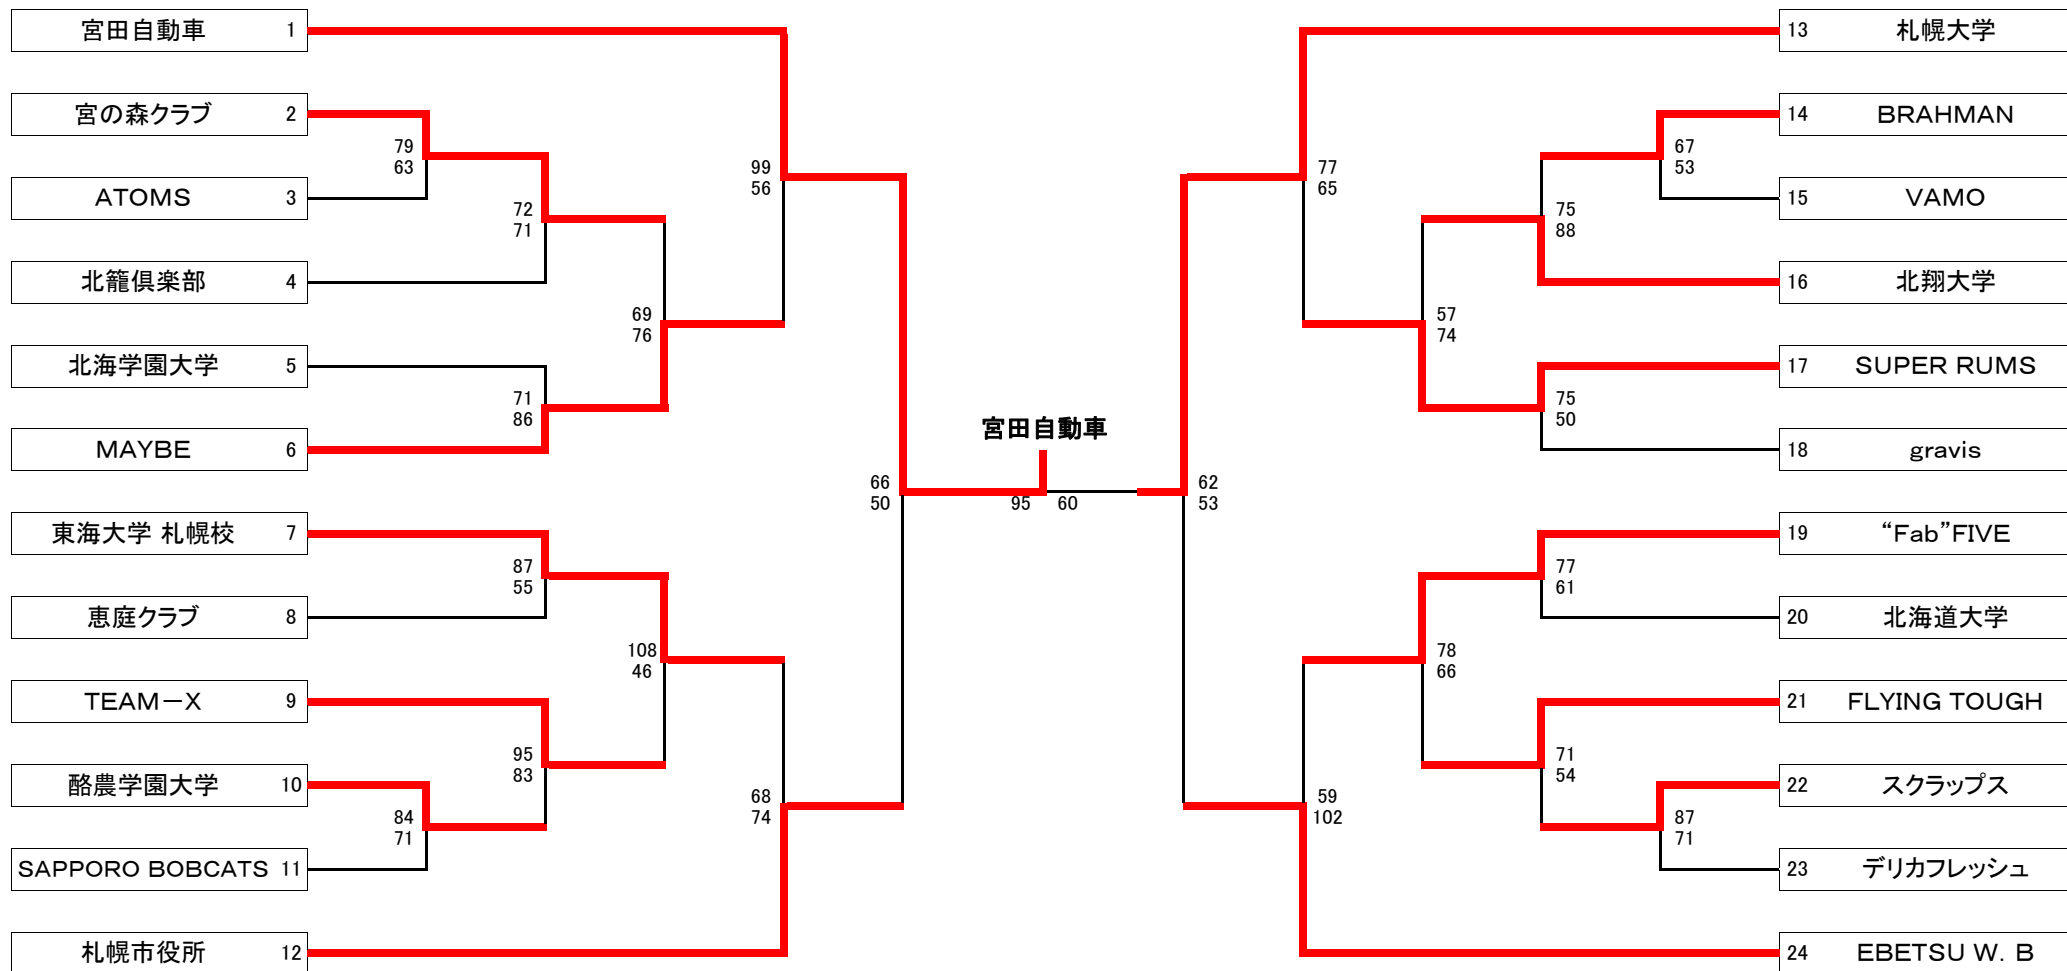 宮田自動車 1
宮の森クラブ 2
79
63
ATOMS 3
72
71
北籠倶楽部 4
69
76
北海学園大学 5
71
86
MAYBE 6
99
56
東海大学 札幌校 7
87
55
恵庭クラブ 8
108
46
TEAM－X 9
95
83
酪農学園大学 10
84
71
SAPPORO BOBCATS 11
68
74
札幌市役所 12
66
50
宮田自動車
95 60
62
53
13 札幌大学
77
65
14 BRAHMAN
67
53
15 VAMO
75
88
16 北翔大学
57
74
17 SUPER RUMS
75
50
18 gravis
19 “Fab”FIVE
77
61
20 北海道大学
78
66
21 FLYING TOUGH
71
54
22 スクラップス
87
71
23 デリカフレッシュ
59
102
24 EBETSU W. B